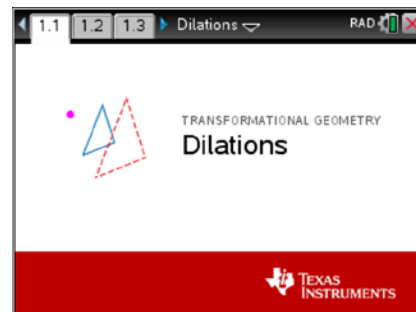 1.1 1.2 1.3 Dilations RAD
TRANSFORMATIONAL GEOMETRY
Dilations
TEXAS
INSTRUMENTS